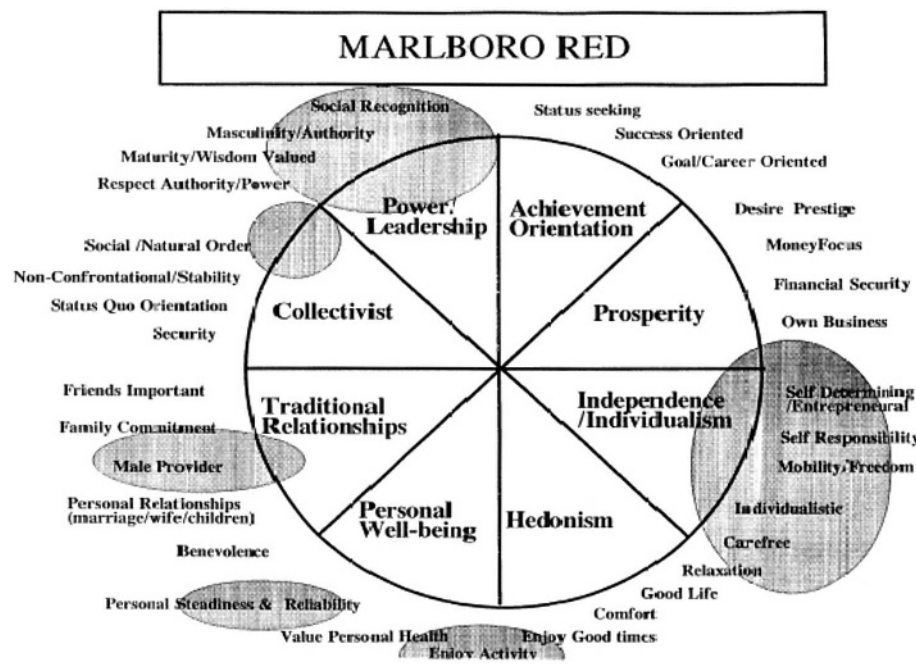 MARLBORO RED
Social Recognition
Masculinity/Authority
Maturity/Wisdom Valued
Respect Authority/Power
Social /Natural Order
Non-Confrontational/Stability
Status Quo Orientation
Security
Friends Important
Family Commitment
Male Provider
Personal Relationships
(marriage/wife/children)
Benevolence
Personal Steadiness & Reliability
Value Personal Health
Enjoy Activity
Status seeking
Success Oriented
Goal/Career Oriented
Desire Prestige
MoneyFocus
Financial Security
Own Business
Self Determining
/Entrepreneural
Self Responsibility
Mobility/Freedom
Individualistic
Carefree
Relaxation
Good Life
Comfort
Enjoy Good times
Power/
Leadership
Achievement
Orientation
Collectivist
Prosperity
Traditional
Relationships
Independence
/Individualism
Personal
Well-being
Hedonism